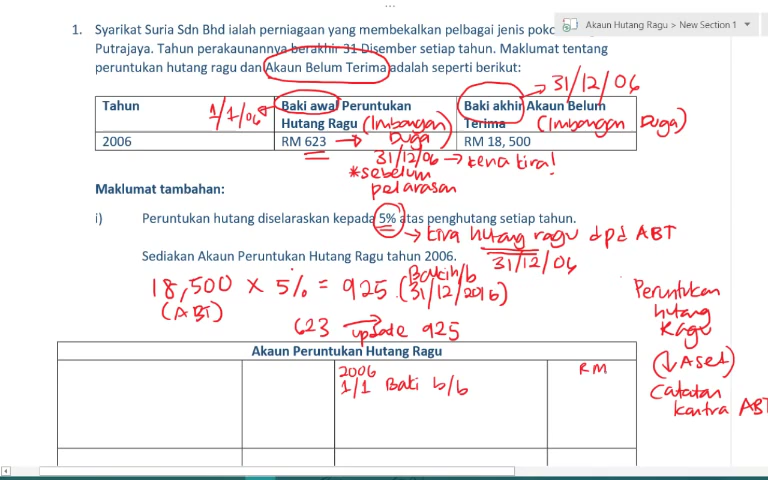 Akaun Hutang Ragu > New Section 1
1. Syarikat Suria Sdn Bhd ialah perniagaan yang membekalkan pelbagai jenis
Putrajaya. Tahun perakaunannya berakhir 31 Disember setiap tahun. Maklumat tentang
peruntukan hutang ragu dan Akaun Belum Terima adalah seperti berikut:
31/12/06
1/1/06
Tahun
Baki awal Peruntukan
Hutang Ragu
(Imbangan
Duga)
Baki akhir Akaun Belum
Terima
(Imbangan Duga)
2006
RM 623
RM 18, 500
31/12/06 → kena kira!
*sebelum
pelarasan
Maklumat tambahan:
i) Peruntukan hutang diselaraskan kepada 5% atas penghutang setiap tahun.
→ kira hutang ragu dpd ABT
31/12/06
Sediakan Akaun Peruntukan Hutang Ragu tahun 2006.
18,500 x 5% = 925
(ABT)
(31/12/2016)
623 update 925
Peruntukan
hutang
Ragu
(↓Aset)
Catatan
kontra ABT
Akaun Peruntukan Hutang Ragu
2006
1/1 Baki b/b
RM